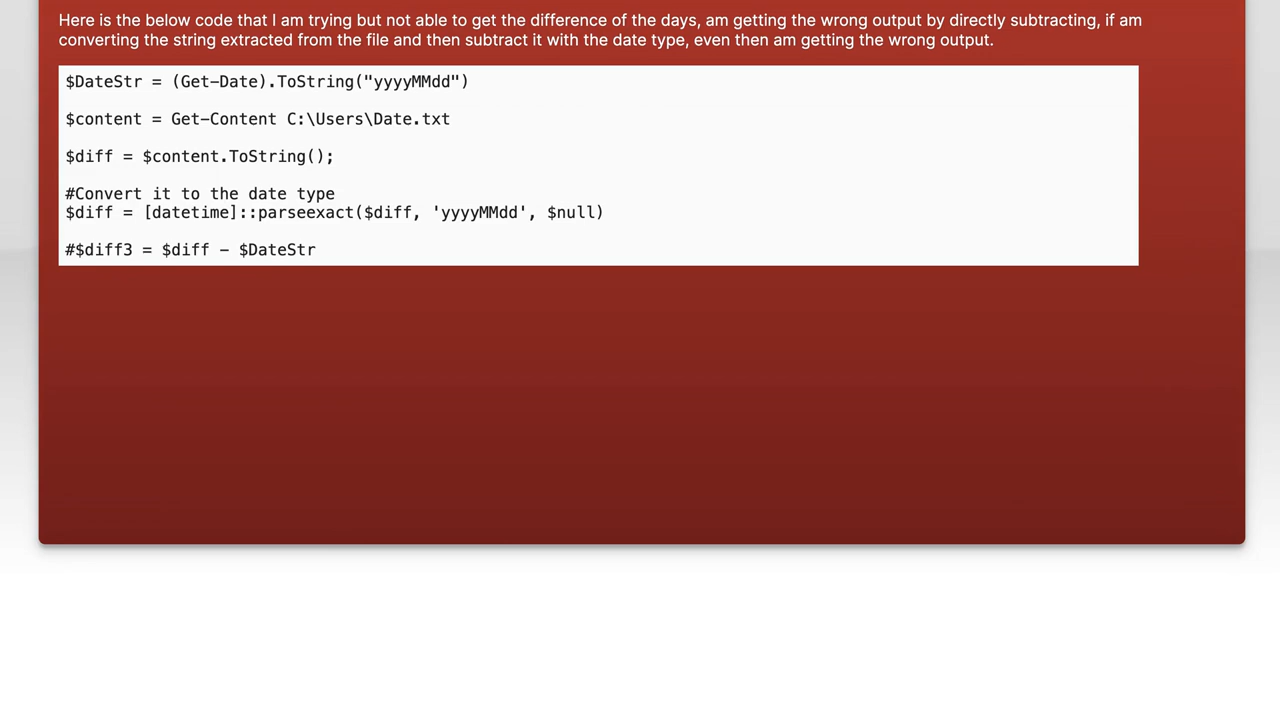 Here is the below code that I am trying but not able to get the difference of the days, am getting the wrong output by directly subtracting, if am
converting the string extracted from the file and then subtract it with the date type, even then am getting the wrong output.
$DateStr = (Get-Date).ToString("yyyyMMdd")
$content = Get-Content C:\Users\Date.txt
$diff = $content.ToString();
#Convert it to the date type
$diff = [datetime]::parseexact($diff, 'yyyyMMdd', $null)
#$diff3 = $diff - $DateStr